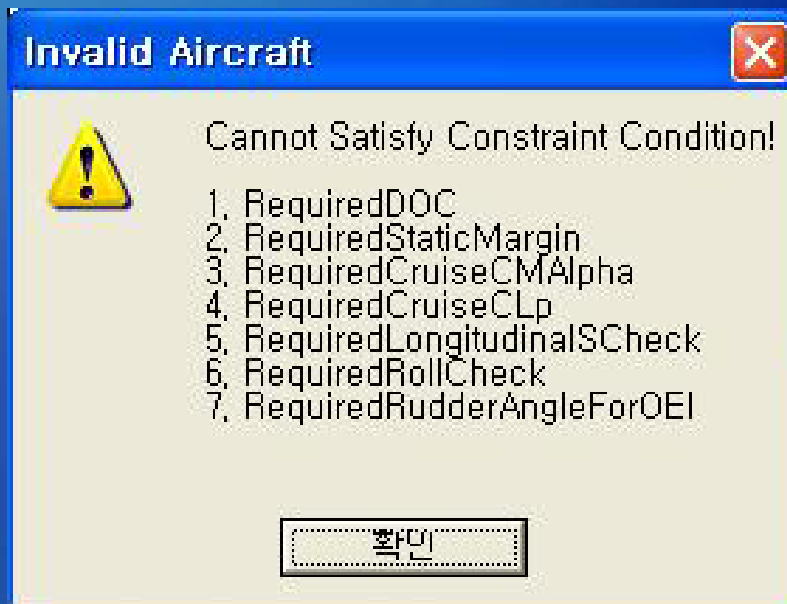 Invalid Aircraft
Cannot Satisfy Constraint Condition!
1, RequiredDOC
2, RequiredStaticMargin
3, RequiredCruiseCMAlpha
4, RequiredCruiseCLp
5, RequiredLongitudinalSCheck
6, RequiredRollCheck
7, RequiredRudderAngleForOEI
확인